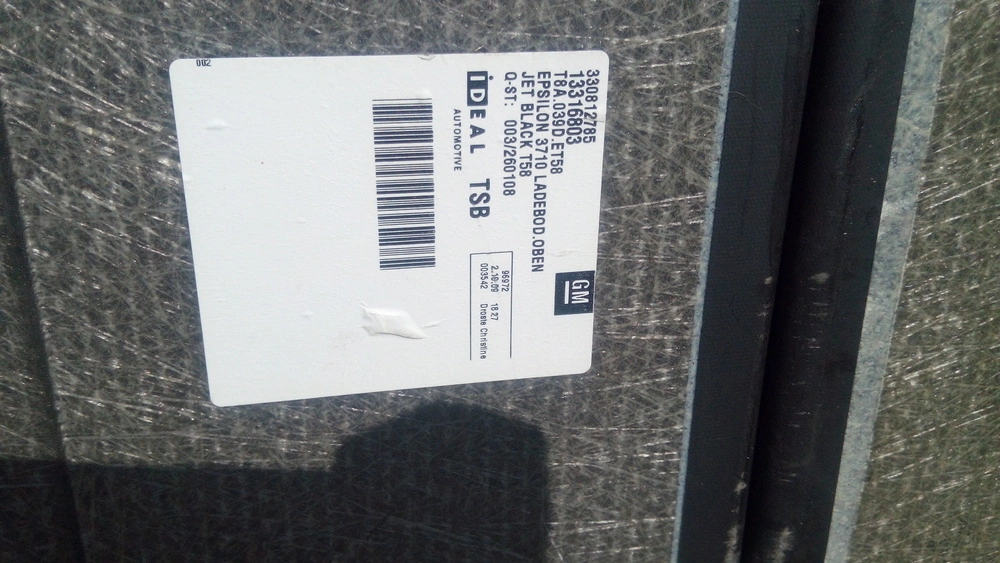 330812785
13316803
T8A.039D.ET58
EPSILON 3710 LADEBOD.OBEN
JET BLACK T58
Q-ST: 003/260108
GM
iDEAL TSB
AUTOMOTIVE
96972
2.10.09 18:27
003542 Droste Christine
002